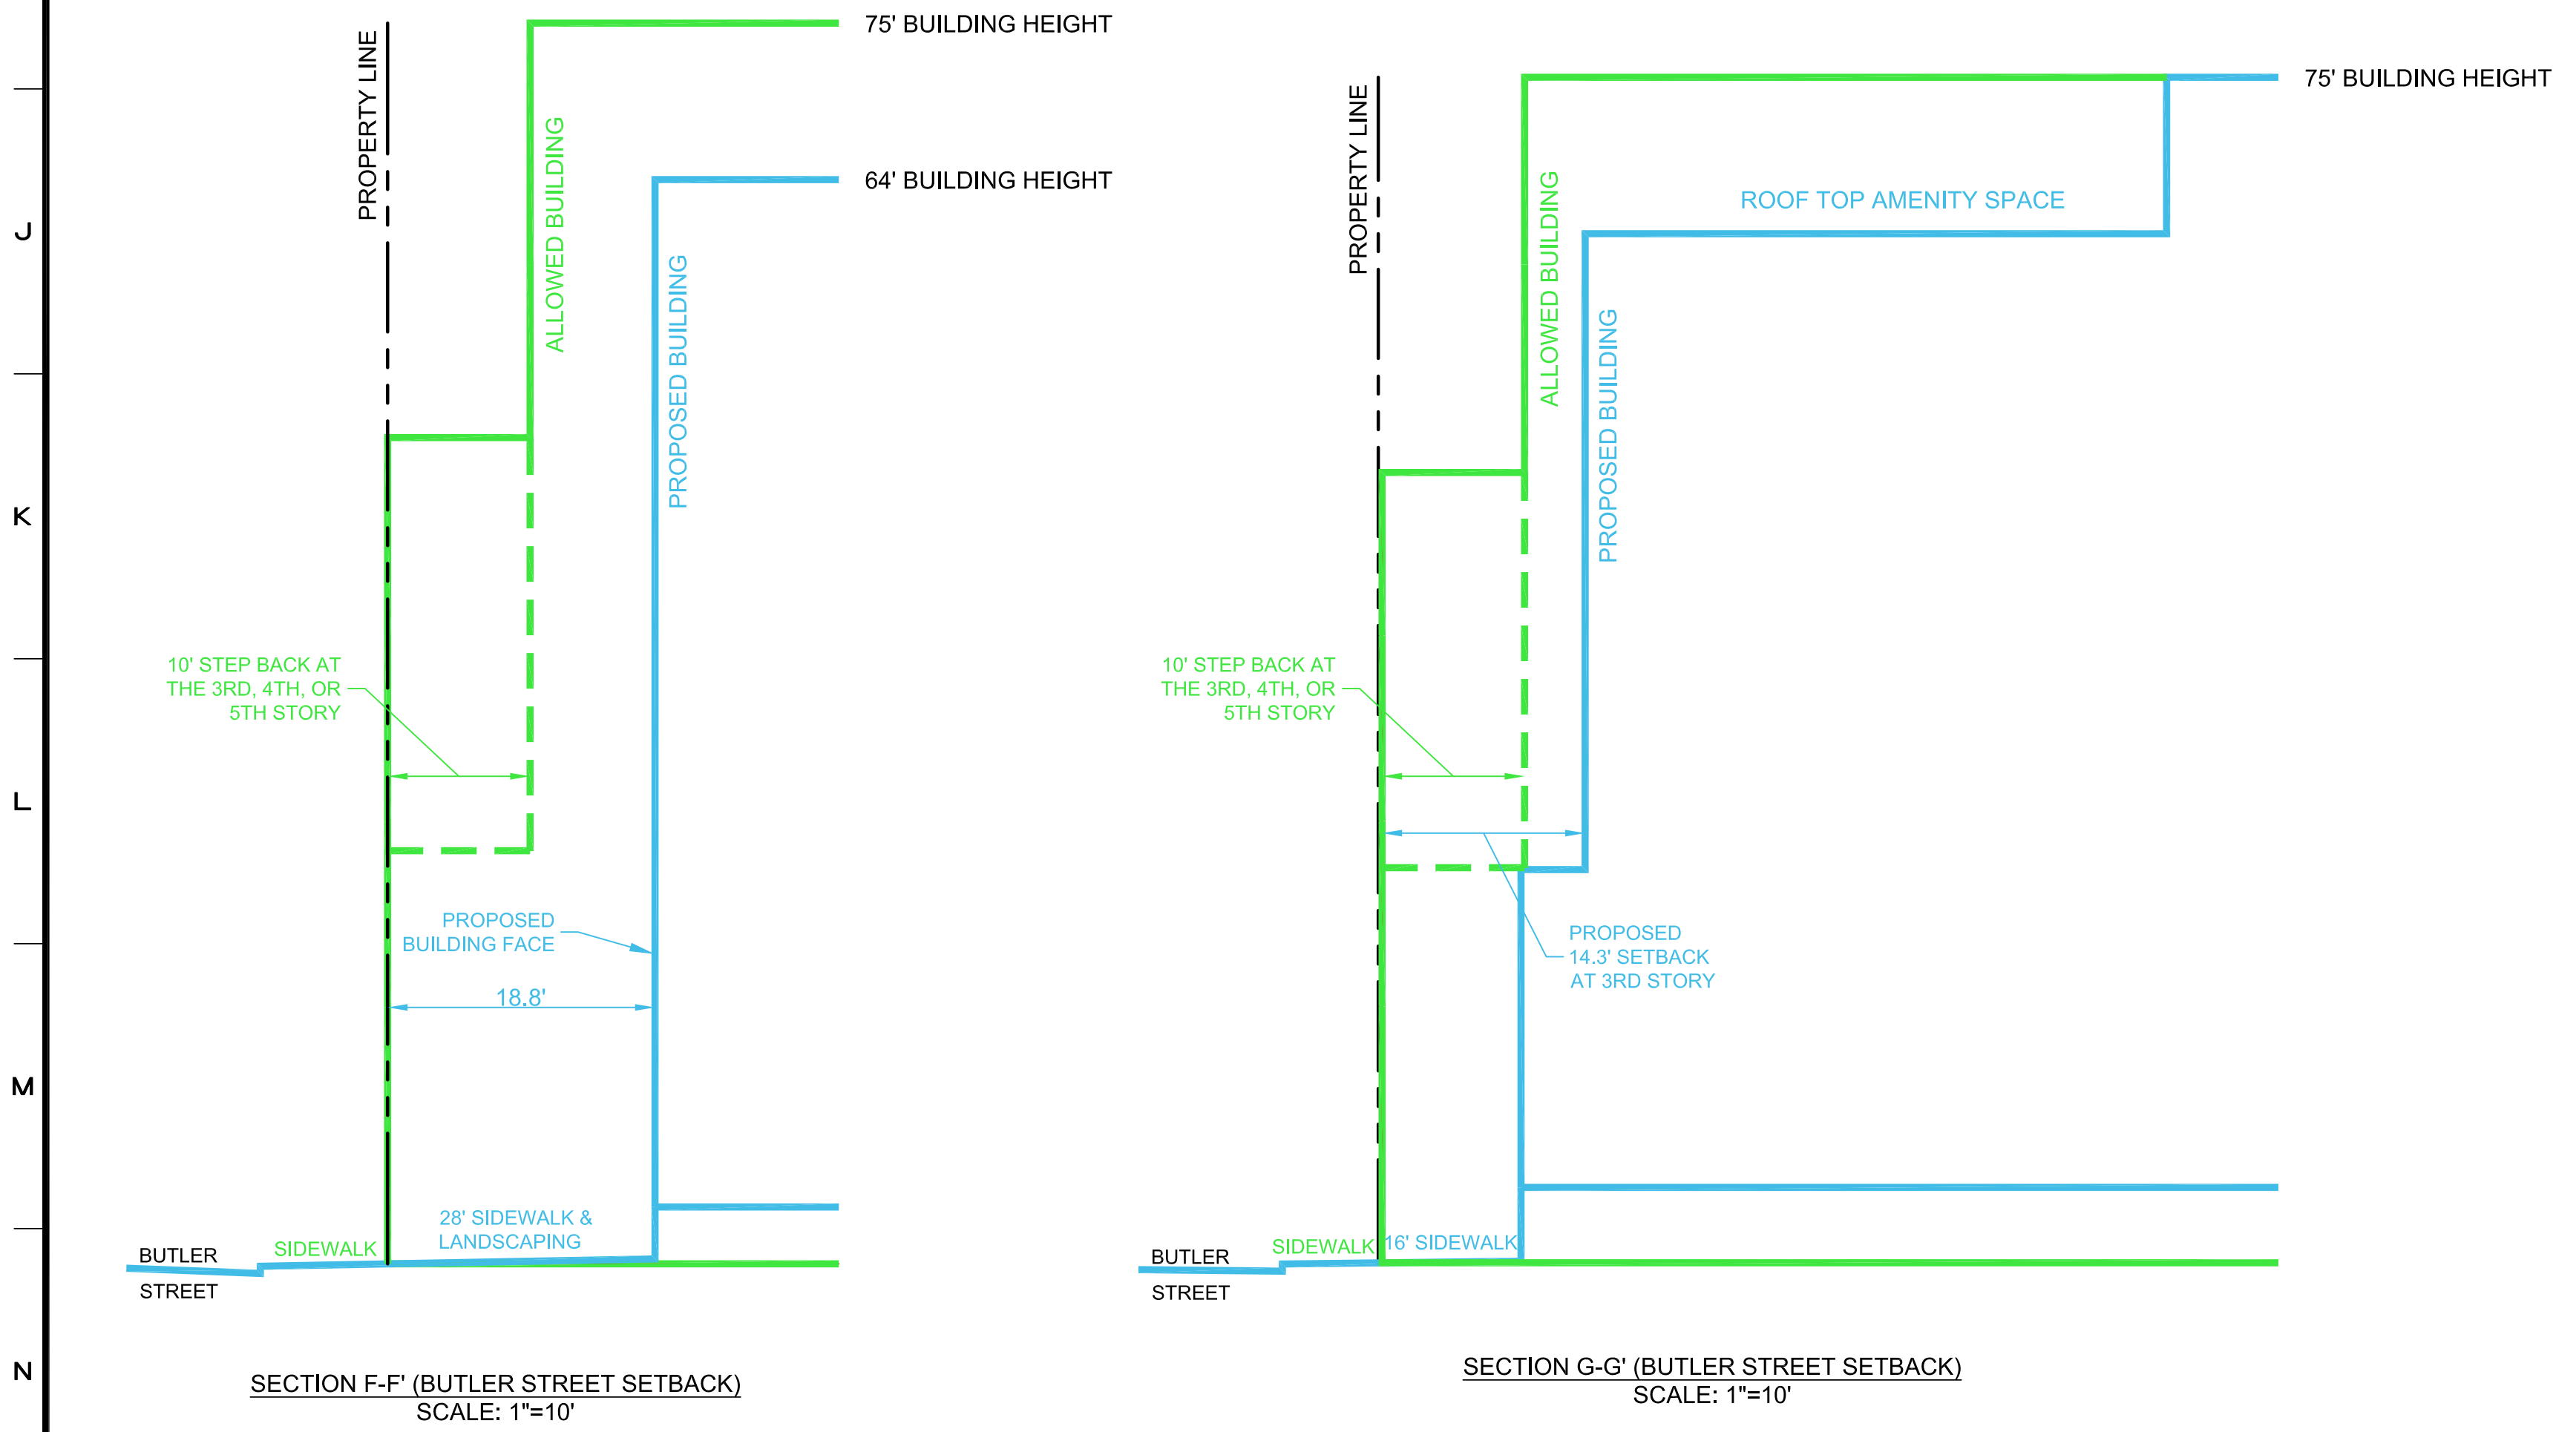 J
K
L
M
N
PROPERTY LINE
75' BUILDING HEIGHT
64' BUILDING HEIGHT
ALLOWED BUILDING
PROPOSED BUILDING
10' STEP BACK AT
THE 3RD, 4TH, OR
5TH STORY
PROPOSED
BUILDING FACE
18.8'
28' SIDEWALK &
LANDSCAPING
SIDEWALK
BUTLER
STREET
SECTION F-F' (BUTLER STREET SETBACK)
SCALE: 1"=10'
PROPERTY LINE
75' BUILDING HEIGHT
ROOF TOP AMENITY SPACE
ALLOWED BUILDING
PROPOSED BUILDING
10' STEP BACK AT
THE 3RD, 4TH, OR
5TH STORY
PROPOSED
14.3' SETBACK
AT 3RD STORY
SIDEWALK
16' SIDEWALK
BUTLER
STREET
SECTION G-G' (BUTLER STREET SETBACK)
SCALE: 1"=10'